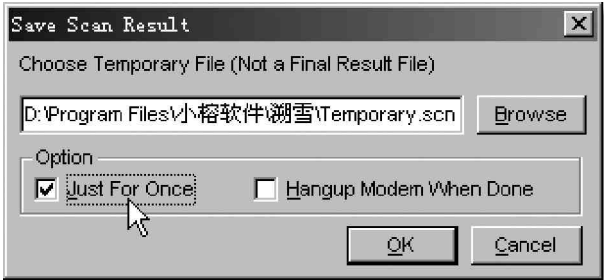 Save Scan Result
Choose Temporary File (Not a Final Result File)
D:\Program Files\小榕软件\溯雪\Temporary.scn Browse
Option
Just For Once Hangup Modem When Done
OK Cancel